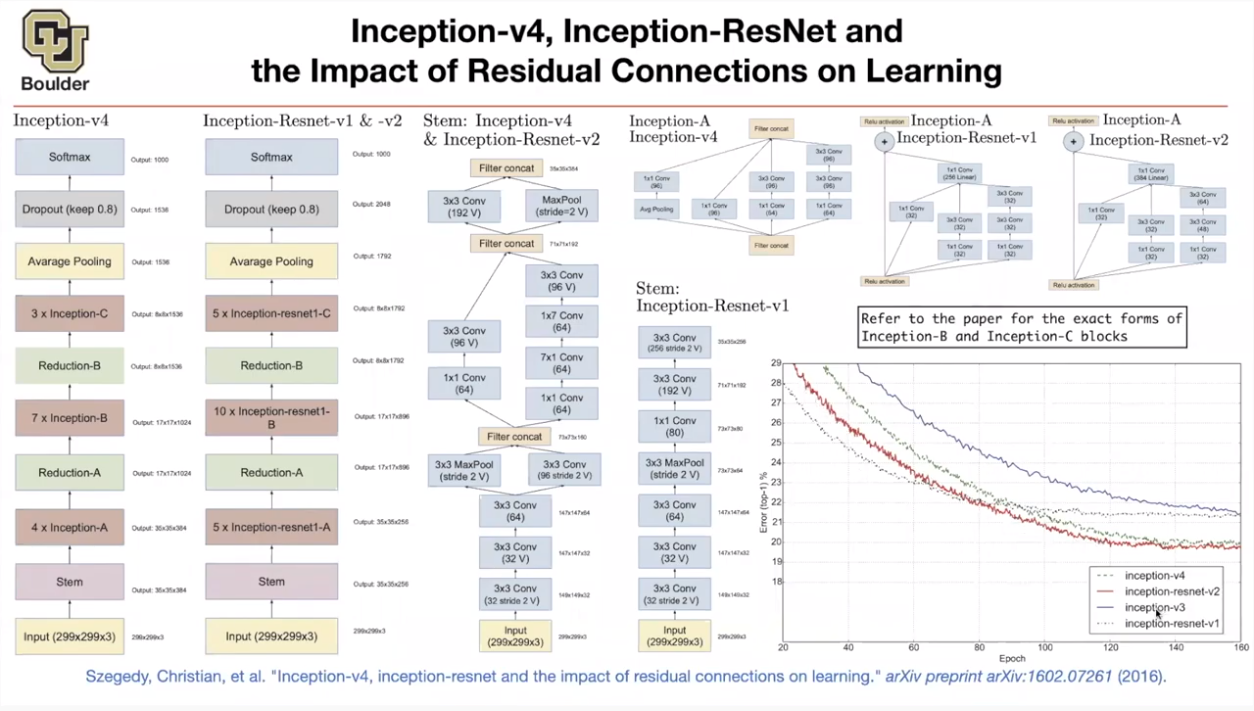 Boulder
Inception-v4, Inception-ResNet and
the Impact of Residual Connections on Learning
Inception-v4
Softmax
Output: 1000
Dropout (keep 0.8)
Output: 1536
Avarage Pooling
Output: 1536
3 x Inception-C
Output: 8x8x1536
Reduction-B
Output: 8x8x1536
7 x Inception-B
Output: 17x17x1024
Reduction-A
Output: 17x17x1024
4 x Inception-A
Output: 35x35x384
Stem
Output: 35x35x384
Input (299x299x3)
299x299x3
Inception-Resnet-v1 & -v2
Softmax
Output: 1000
Dropout (keep 0.8)
Output: 2048
Avarage Pooling
Output: 1792
5 x Inception-resnet1-C
Output: 8x8x1792
Reduction-B
Output: 8x8x1792
10 x Inception-resnet1-
B
Output: 17x17x896
Reduction-A
Output: 17x17x896
5 x Inception-resnet1-A
Output: 35x35x256
Stem
Output: 35x35x256
Input (299x299x3)
299x299x3
Stem: Inception-v4
& Inception-Resnet-v2
Filter concat
35x35x384
3x3 Conv
(192 V)
MaxPool
(stride=2 V)
Filter concat
71x71x192
3x3 Conv
(96 V)
1x7 Conv
(64)
3x3 Conv
(96 V)
7x1 Conv
(64)
1x1 Conv
(64)
1x1 Conv
(64)
Filter concat
73x73x160
3x3 MaxPool
(stride 2 V)
3x3 Conv
(96 stride 2 V)
3x3 Conv
(64)
147x147x64
3x3 Conv
(32 V)
147x147x32
3x3 Conv
(32 stride 2 V)
149x149x32
Input
(299x299x3)
299x299x3
Inception-A
Inception-v4
Filter concat
3x3 Conv
(96)
1x1 Conv
(96)
3x3 Conv
(96)
3x3 Conv
(96)
Avg Pooling
1x1 Conv
(96)
1x1 Conv
(64)
1x1 Conv
(64)
Filter concat
Relu activation
+
Inception-A
Inception-Resnet-v1
1x1 Conv
(256 Linear)
3x3 Conv
(32)
1x1 Conv
(32)
3x3 Conv
(32)
3x3 Conv
(32)
1x1 Conv
(32)
1x1 Conv
(32)
Relu activation
Relu activation
+
Inception-A
Inception-Resnet-v2
1x1 Conv
(384 Linear)
3x3 Conv
(64)
1x1 Conv
(32)
3x3 Conv
(32)
3x3 Conv
(48)
1x1 Conv
(32)
1x1 Conv
(32)
Relu activation
Stem:
Inception-Resnet-v1
3x3 Conv
(256 stride 2 V)
35x35x256
3x3 Conv
(192 V)
71x71x192
1x1 Conv
(80)
73x73x80
3x3 MaxPool
(stride 2 V)
73x73x64
3x3 Conv
(64)
147x147x64
3x3 Conv
(32 V)
147x147x32
3x3 Conv
(32 stride 2 V)
149x149x32
Input
(299x299x3)
299x299x3
Refer to the paper for the exact forms of
Inception-B and Inception-C blocks
29
28
27
26
25
24
23
22
21
20
19
18
Error (top-1) %
inception-v4
inception-resnet-v2
inception-v3
inception-resnet-v1
20 40 60 80 100 120 140 160
Epoch
Szegedy, Christian, et al. "Inception-v4, inception-resnet and the impact of residual connections on learning." arXiv preprint arXiv:1602.07261 (2016).